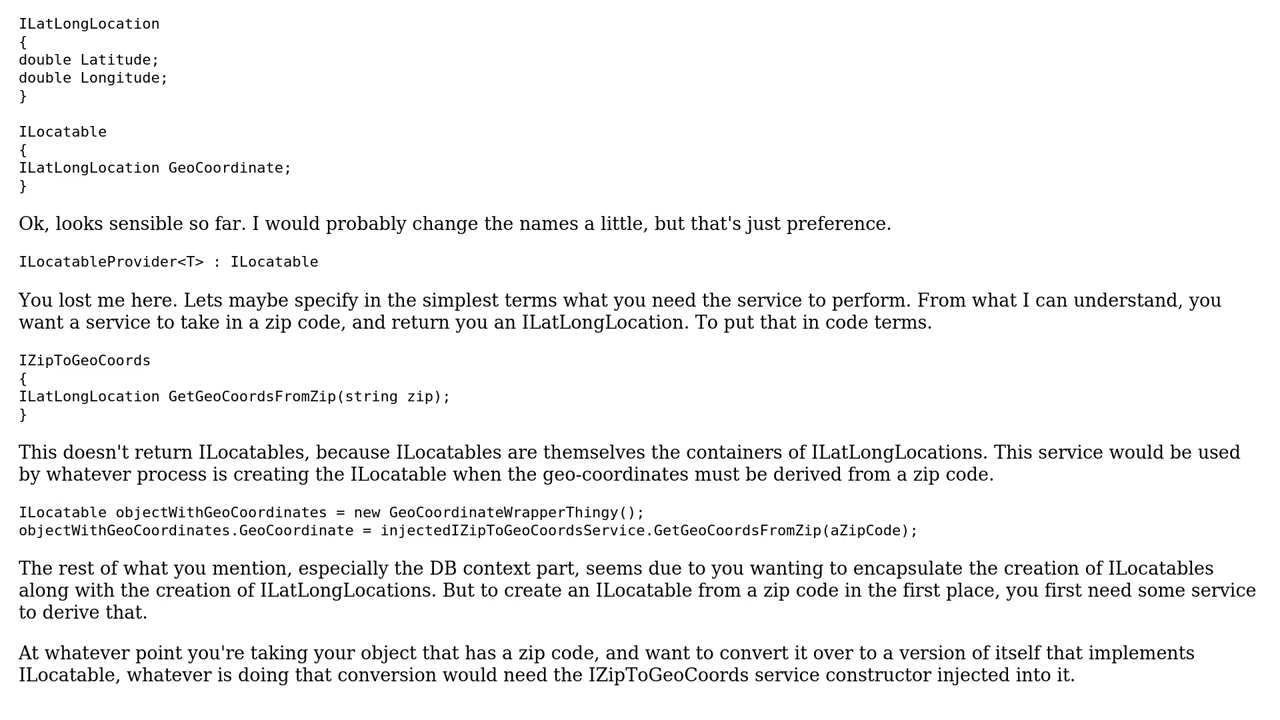 ILatLongLocation
{
double Latitude;
double Longitude;
}
ILocatable
{
ILatLongLocation GeoCoordinate;
}
Ok, looks sensible so far. I would probably change the names a little, but that's just preference.
ILocatableProvider<T> : ILocatable
You lost me here. Lets maybe specify in the simplest terms what you need the service to perform. From what I can understand, you
want a service to take in a zip code, and return you an ILatLongLocation. To put that in code terms.
IZipToGeoCoords
{
ILatLongLocation GetGeoCoordsFromZip(string zip);
}
This doesn't return ILocatables, because ILocatables are themselves the containers of ILatLongLocations. This service would be used
by whatever process is creating the ILocatable when the geo-coordinates must be derived from a zip code.
ILocatable objectWithGeoCoordinates = new GeoCoordinateWrapperThingy();
objectWithGeoCoordinates.GeoCoordinate = injectedIZipToGeoCoordsService.GetGeoCoordsFromZip(aZipCode);
The rest of what you mention, especially the DB context part, seems due to you wanting to encapsulate the creation of ILocatables
along with the creation of ILatLongLocations. But to create an ILocatable from a zip code in the first place, you first need some service
to derive that.
At whatever point you're taking your object that has a zip code, and want to convert it over to a version of itself that implements
ILocatable, whatever is doing that conversion would need the IZipToGeoCoords service constructor injected into it.